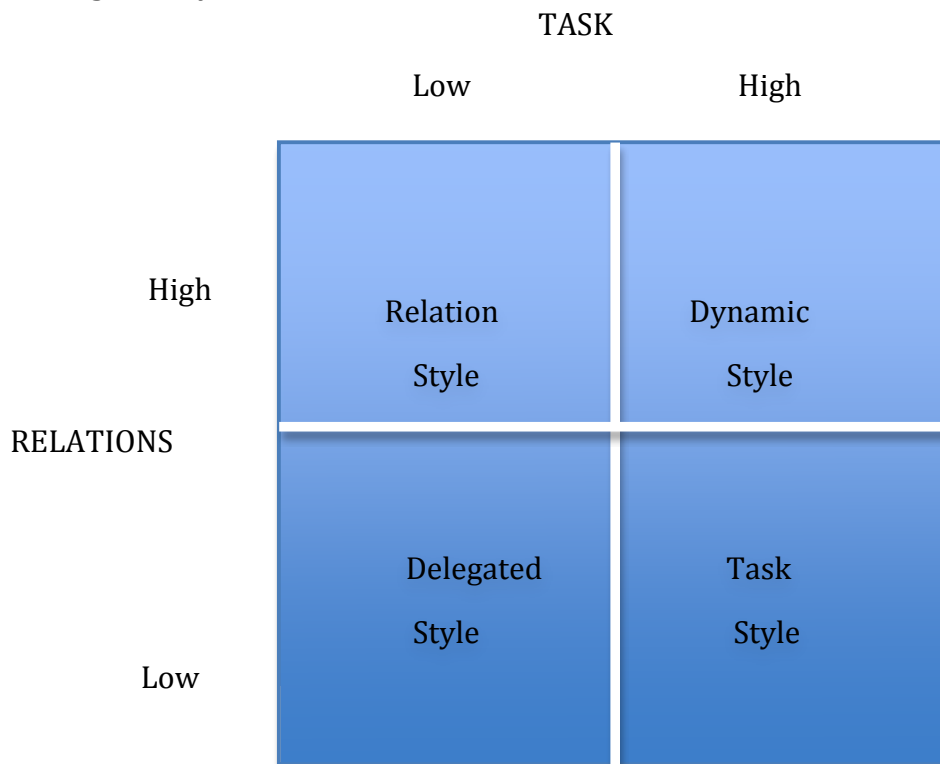 TASK
Low High
High
Relation Dynamic
Style Style
RELATIONS
Delegated Task
Style Style
Low